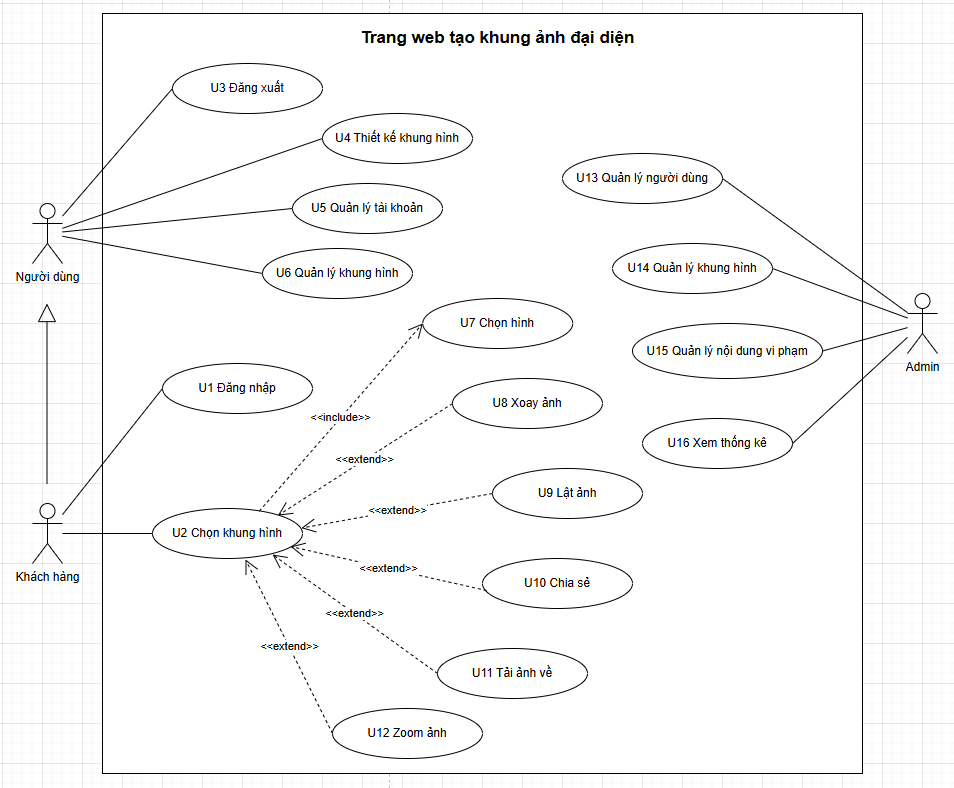 Trang web tạo khung ảnh đại diện
U3 Đăng xuất
U4 Thiết kế khung hình
U13 Quản lý người dùng
U5 Quản lý tải khoản
Người dùng
U6 Quản lý khung hình
U14 Quản lý khung hình
U7 Chọn hình
U15 Quản lý nội dung vi phạm
Admin
U1 Đăng nhập
U8 Xoay ảnh
<<include>>
U16 Xem thống kê
<<extend>>
U9 Lật ảnh
<<extend>>
U2 Chọn khung hình
Khách hàng
<<extend>>
U10 Chia sẻ
<<extend>>
<<extend>>
U11 Tải ảnh về
U12 Zoom ảnh